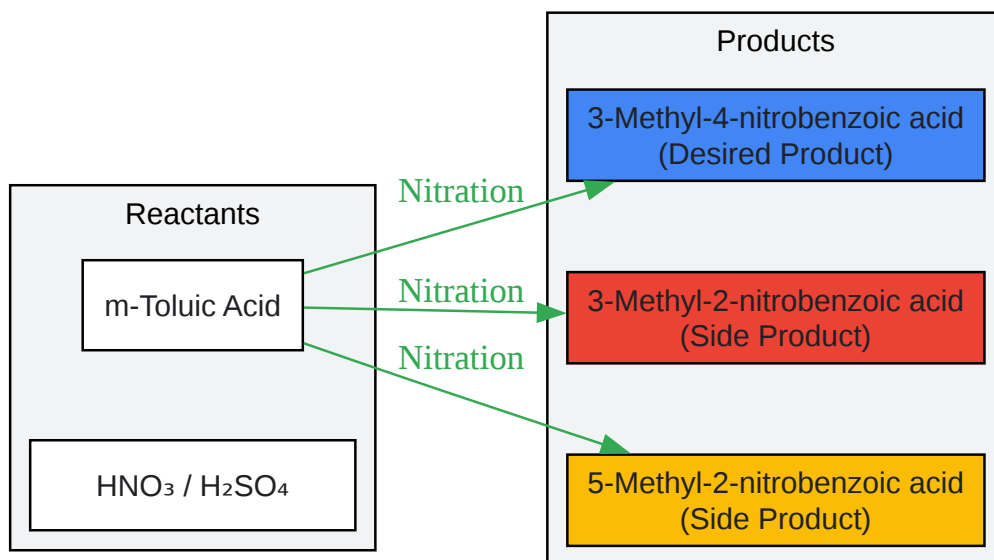 Products
3-Methyl-4-nitrobenzoic acid
(Desired Product)
Nitration
Reactants
m-Toluic Acid
Nitration
3-Methyl-2-nitrobenzoic acid
(Side Product)
Nitration
HNO₃ / H₂SO₄
5-Methyl-2-nitrobenzoic acid
(Side Product)